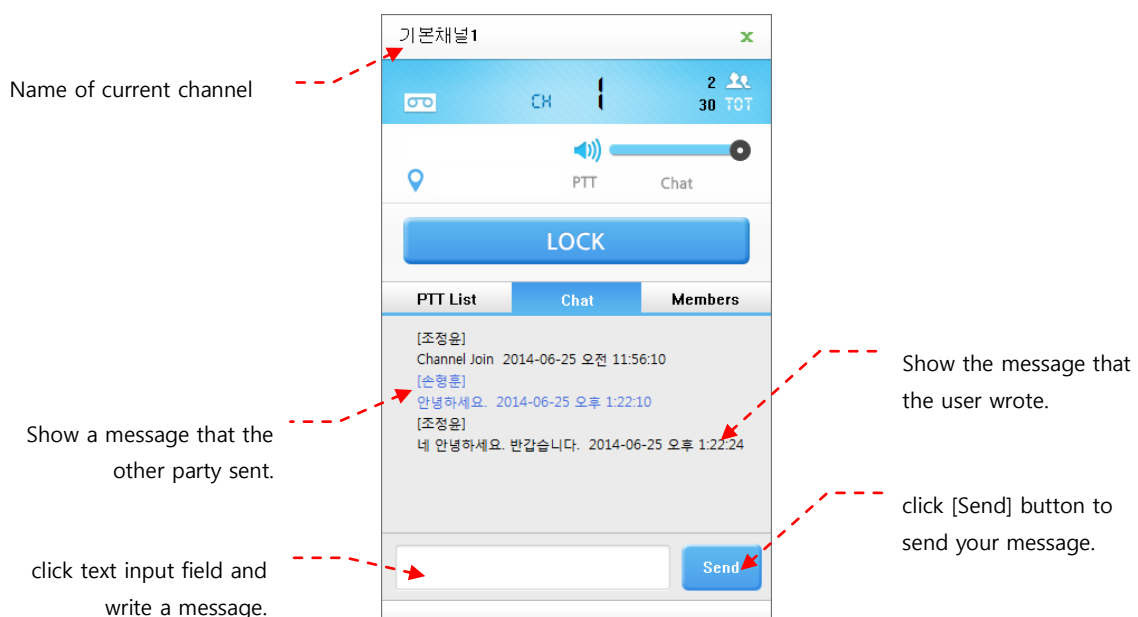 기본채널1
x
Name of current channel
CH 1
2
30 TOT
PTT Chat
LOCK
PTT List Chat Members
[조정윤]
Channel Join 2014-06-25 오전 11:56:10
[손형훈]
안녕하세요. 2014-06-25 오후 1:22:10
[조정윤]
네 안녕하세요. 반갑습니다. 2014-06-25 오후 1:22:24
Show the message that
the user wrote.
Show a message that the
other party sent.
click [Send] button to
send your message.
Send
click text input field and
write a message.